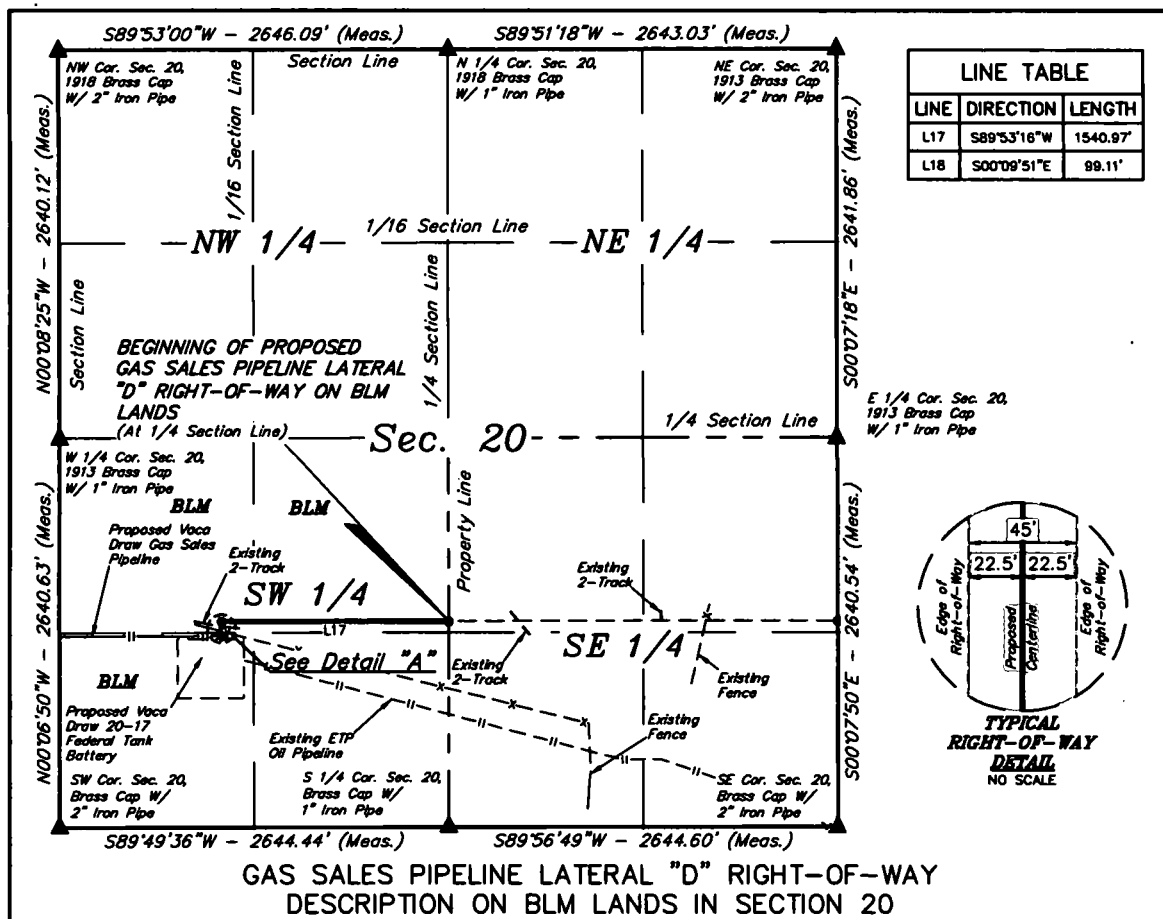 S89°53'00"W - 2646.09' (Meas.)
S89°51'18"W - 2643.03' (Meas.)
NW Cor. Sec. 20,
1918 Brass Cap
W/ 2" Iron Pipe
Section Line
N 1/4 Cor. Sec. 20,
1918 Brass Cap
W/ 1" Iron Pipe
NE Cor. Sec. 20,
1913 Brass Cap
W/ 2" Iron Pipe
LINE TABLE
LINE DIRECTION LENGTH
L17 S89°53'16"W 1540.97'
L18 S00°09'51"E 99.11'
N00°08'25"W - 2640.12' (Meas.)
1/16 Section Line
S00°07'18"E - 2641.86' (Meas.)
1/16 Section Line
NW 1/4
NE 1/4
Section Line
1/4 Section Line
BEGINNING OF PROPOSED
GAS SALES PIPELINE LATERAL
"D" RIGHT-OF-WAY ON BLM
LANDS
(At 1/4 Section Line)
E 1/4 Cor. Sec. 20,
1913 Brass Cap
W/ 1" Iron Pipe
1/4 Section Line
Sec. 20
W 1/4 Cor. Sec. 20,
1913 Brass Cap
W/ 1" Iron Pipe
BLM
BLM
Property Line
Proposed Vaca
Draw Gas Sales
Pipeline
Existing
2-Track
Existing
2-Track
SW 1/4
L17
SE 1/4
See Detail "A"
Existing
2-Track
Existing
Fence
BLM
Proposed Vaca
Draw 20-17
Federal Tank
Battery
Existing ETP
Oil Pipeline
Existing
Fence
N00°06'50"W - 2640.63' (Meas.)
S00°07'50"E - 2640.54' (Meas.)
SW Cor. Sec. 20,
Brass Cap W/
2" Iron Pipe
S 1/4 Cor. Sec. 20,
Brass Cap W/
1" Iron Pipe
SE Cor. Sec. 20,
Brass Cap W/
2" Iron Pipe
45'
22.5' 22.5'
Edge of
Right-of-Way
Proposed
Centerline
Edge of
Right-of-Way
TYPICAL
RIGHT-OF-WAY
DETAIL
NO SCALE
S89°49'36"W - 2644.44' (Meas.)
S89°56'49"W - 2644.60' (Meas.)
GAS SALES PIPELINE LATERAL "D" RIGHT-OF-WAY
DESCRIPTION ON BLM LANDS IN SECTION 20